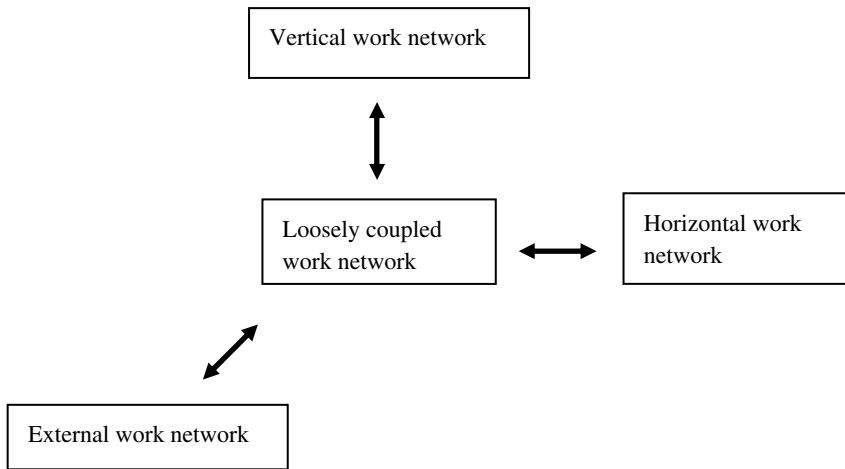 Vertical work network
Loosely coupled
work network
Horizontal work
network
External work network